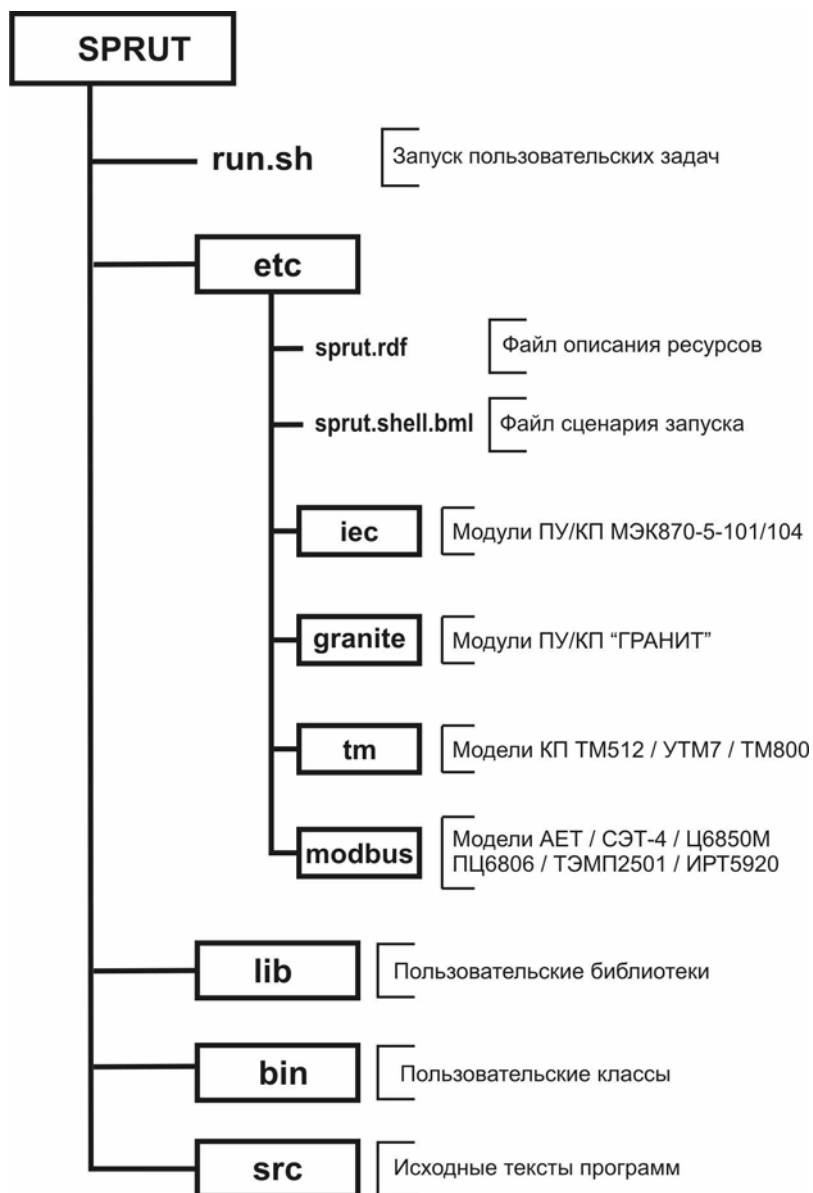 SPRUT
run.sh
Запуск пользовательских задач
etc
sprut.rdf
Файл описания ресурсов
sprut.shell.bml
Файл сценария запуска
iec
Модули ПУ/КП МЭК870-5-101/104
granite
Модули ПУ/КП “ГРАНИТ”
tm
Модели КП ТМ512 / УТМ7 / ТМ800
modbus
Модели АЕТ / СЭТ-4 / Ц6850М
ПЦ6806 / ТЭМП2501 / ИРТ5920
lib
Пользовательские библиотеки
bin
Пользовательские классы
src
Исходные тексты программ